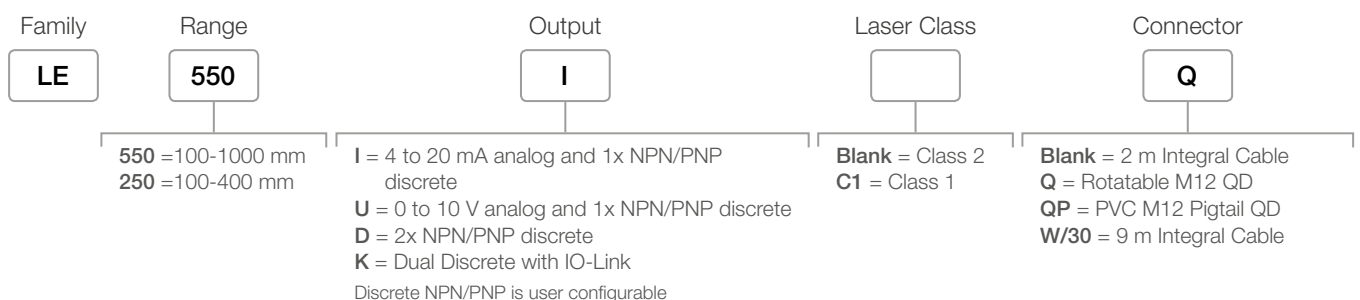 Family
Range
Output
Laser Class
Connector
LE
550
I
Q
550 =100-1000 mm
250 =100-400 mm
I = 4 to 20 mA analog and 1x NPN/PNP
discrete
U = 0 to 10 V analog and 1x NPN/PNP discrete
D = 2x NPN/PNP discrete
K = Dual Discrete with IO-Link
Discrete NPN/PNP is user configurable
Blank = Class 2
C1 = Class 1
Blank = 2 m Integral Cable
Q = Rotatable M12 QD
QP = PVC M12 Pigtail QD
W/30 = 9 m Integral Cable